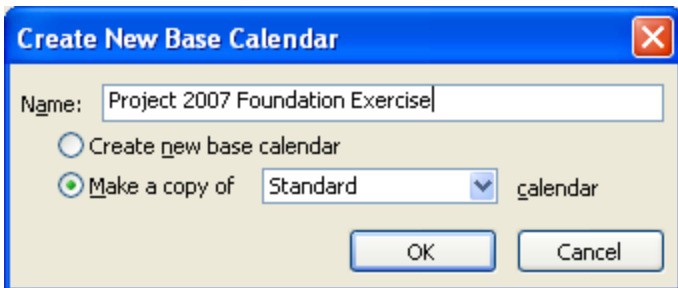 Create New Base Calendar
Name: Project 2007 Foundation Exercise
Create new base calendar
Make a copy of Standard calendar
OK Cancel